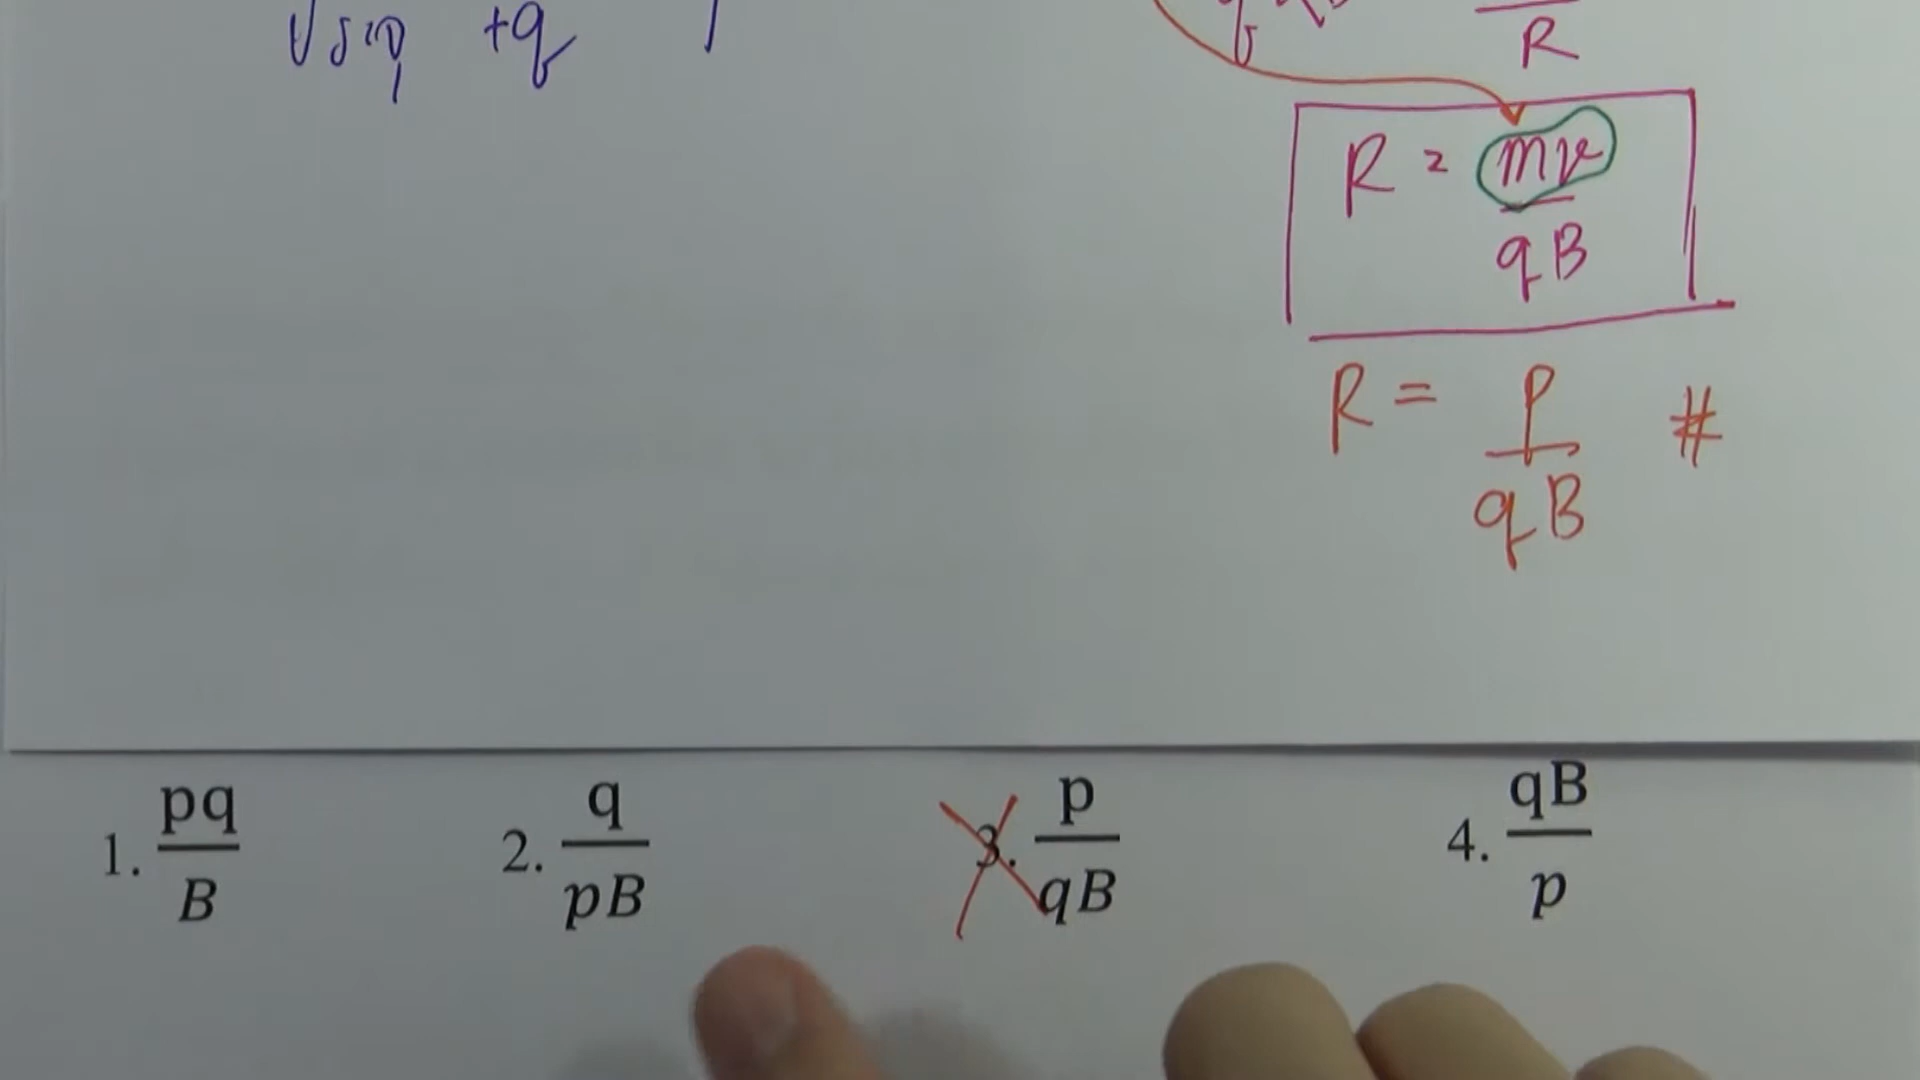 +q
R
R = mv
qB
R = P
qB
#
1. pq/B 2. q/pB 3. p/qB 4. qB/p